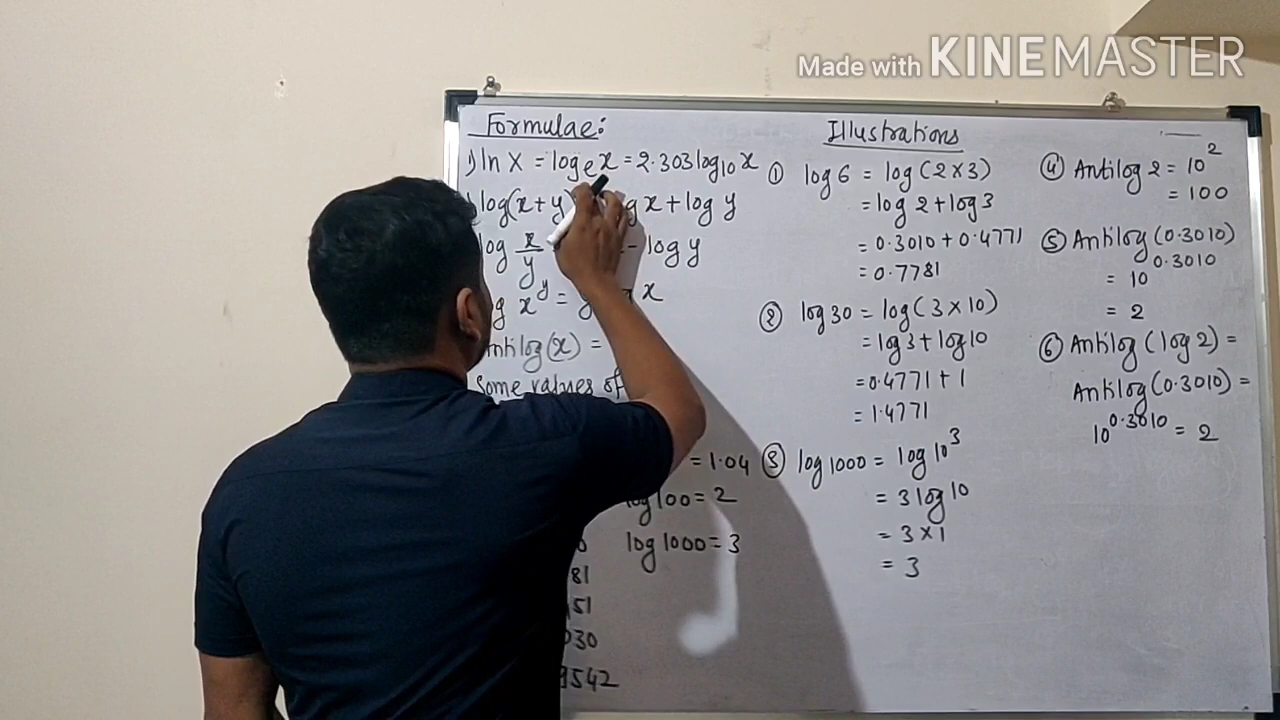 Made with KINEMASTER
Formulae:
1) ln X = logₑ x = 2.303 log₁₀ x
log(x+y) log x + log y
log x/y - log y
xʸ = y x
Antilog(x) =
Some values of
= 1.04
log 100 = 2
log 1000 = 3
81
51
030
9542
Illustrations
① log 6 = log (2 × 3)
= log 2 + log 3
= 0.3010 + 0.4771
= 0.7781
② log 30 = log (3 × 10)
= log 3 + log 10
= 0.4771 + 1
= 1.4771
③ log 1000 = log 10³
= 3 log 10
= 3 × 1
= 3
④ Antilog 2 = 10²
= 100
⑤ Antilog (0.3010)
= 10^0.3010
= 2
⑥ Antilog (log 2) =
Antilog (0.3010) =
10^0.3010 = 2